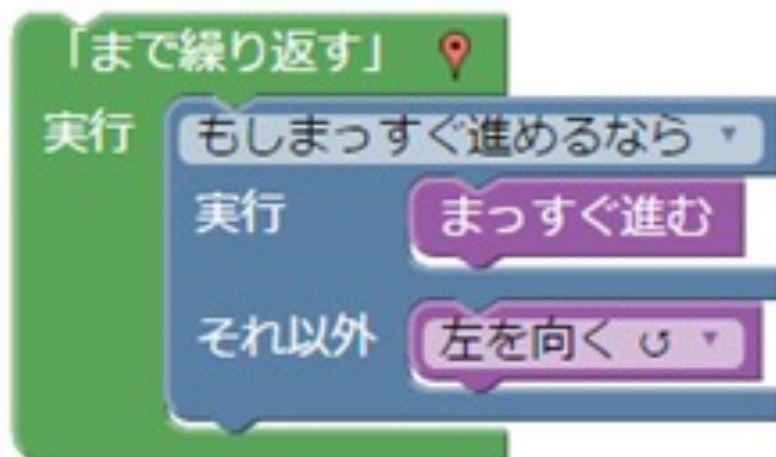 「まで繰り返す」
実行 もしまっすぐ進めるなら
実行 まっすぐ進む
それ以外 左を向く ↺